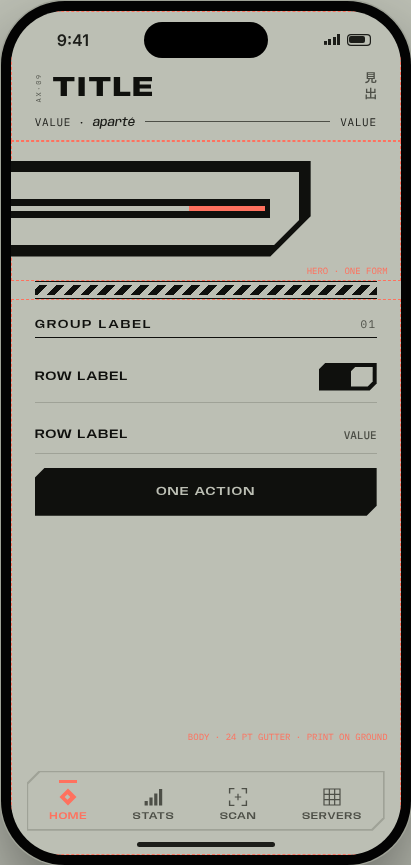 9:41
AX-09
TITLE
見出
VALUE · aparté
VALUE
HERO · ONE FORM
GROUP LABEL
01
ROW LABEL
ROW LABEL
VALUE
ONE ACTION
BODY · 24 PT GUTTER · PRINT ON GROUND
HOME
STATS
SCAN
SERVERS